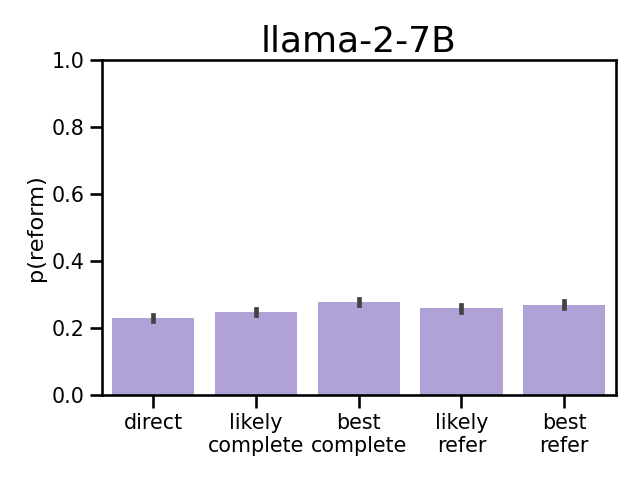 llama-2-7B
p(reform)
1.0
0.8
0.6
0.4
0.2
0.0
direct
likely
complete
best
complete
likely
refer
best
refer